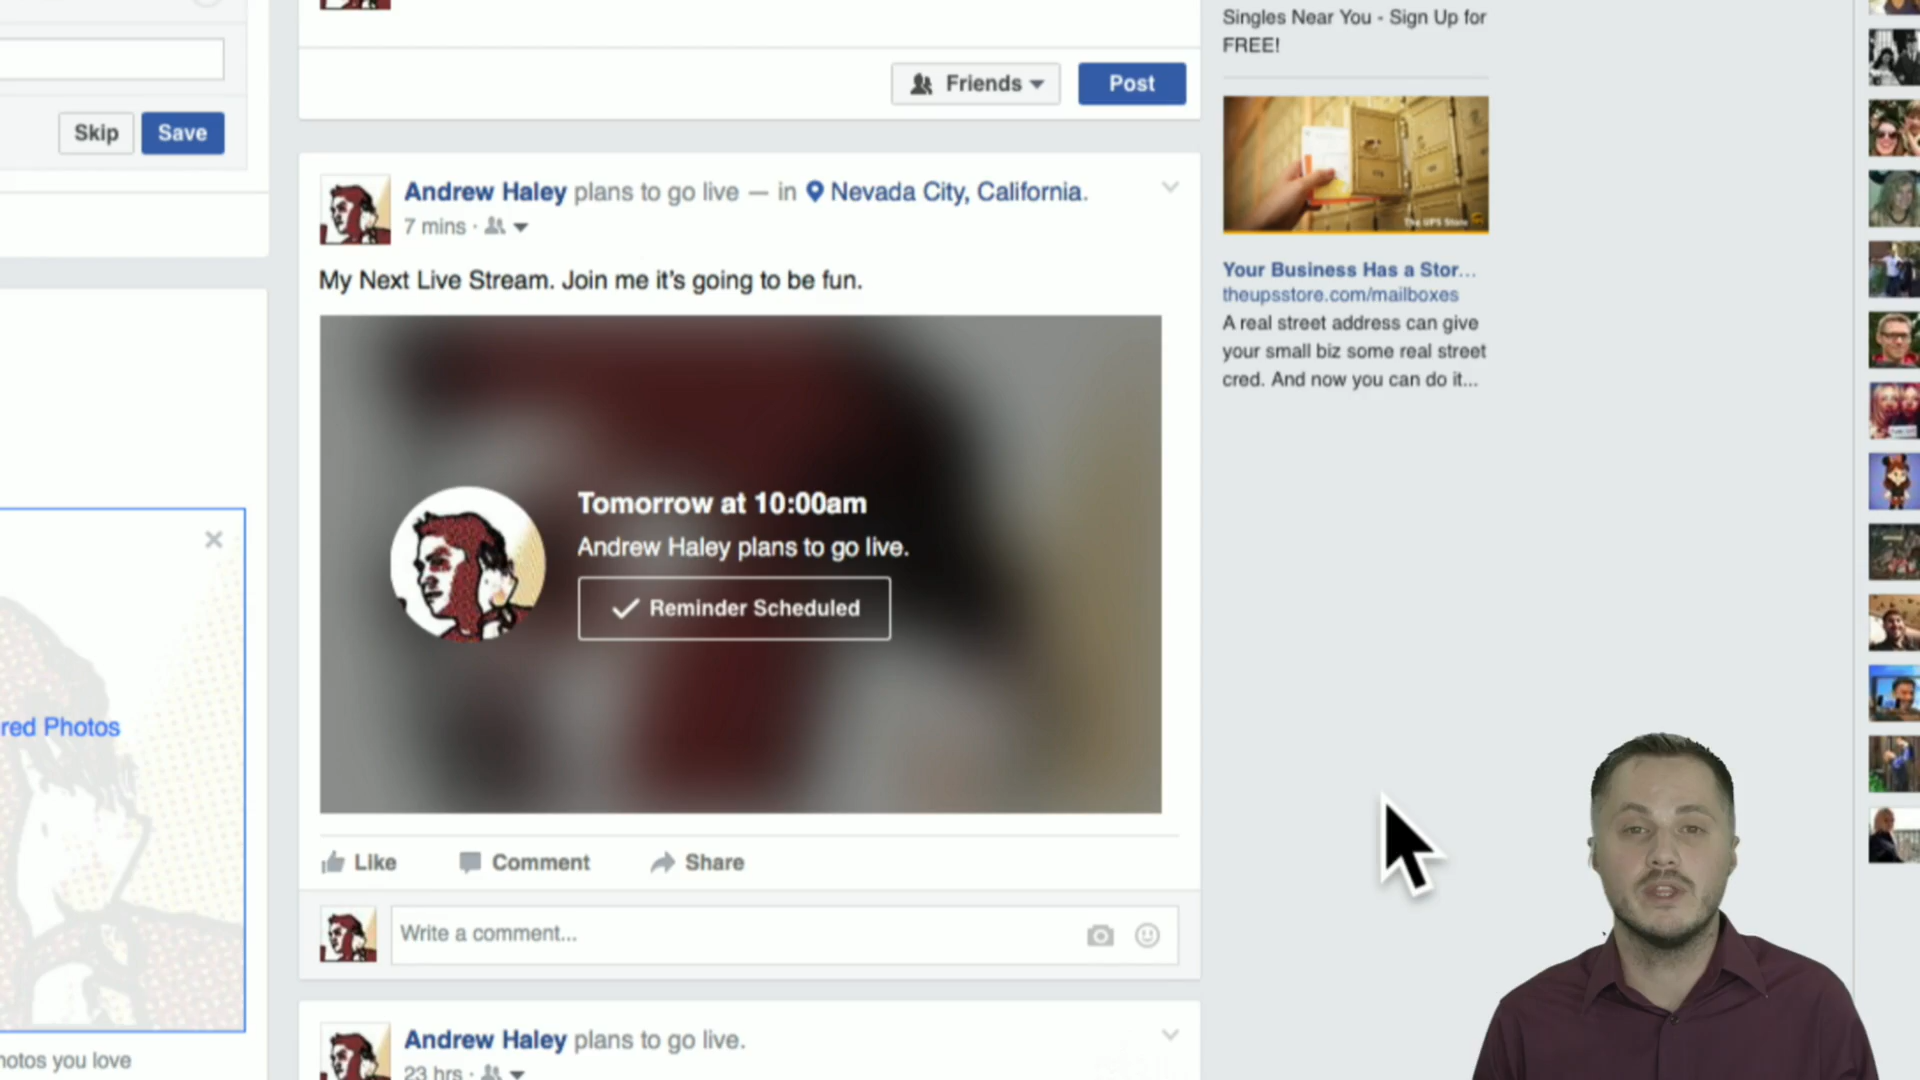 Skip
Save
red Photos
hotos you love
Friends
Post
Andrew Haley plans to go live — in Nevada City, California.
7 mins ·
My Next Live Stream. Join me it's going to be fun.
Tomorrow at 10:00am
Andrew Haley plans to go live.
Reminder Scheduled
Like
Comment
Share
Write a comment...
Andrew Haley plans to go live.
23 hrs ·
Singles Near You - Sign Up for
FREE!
The UPS Store
Your Business Has a Stor...
theupsstore.com/mailboxes
A real street address can give
your small biz some real street
cred. And now you can do it...